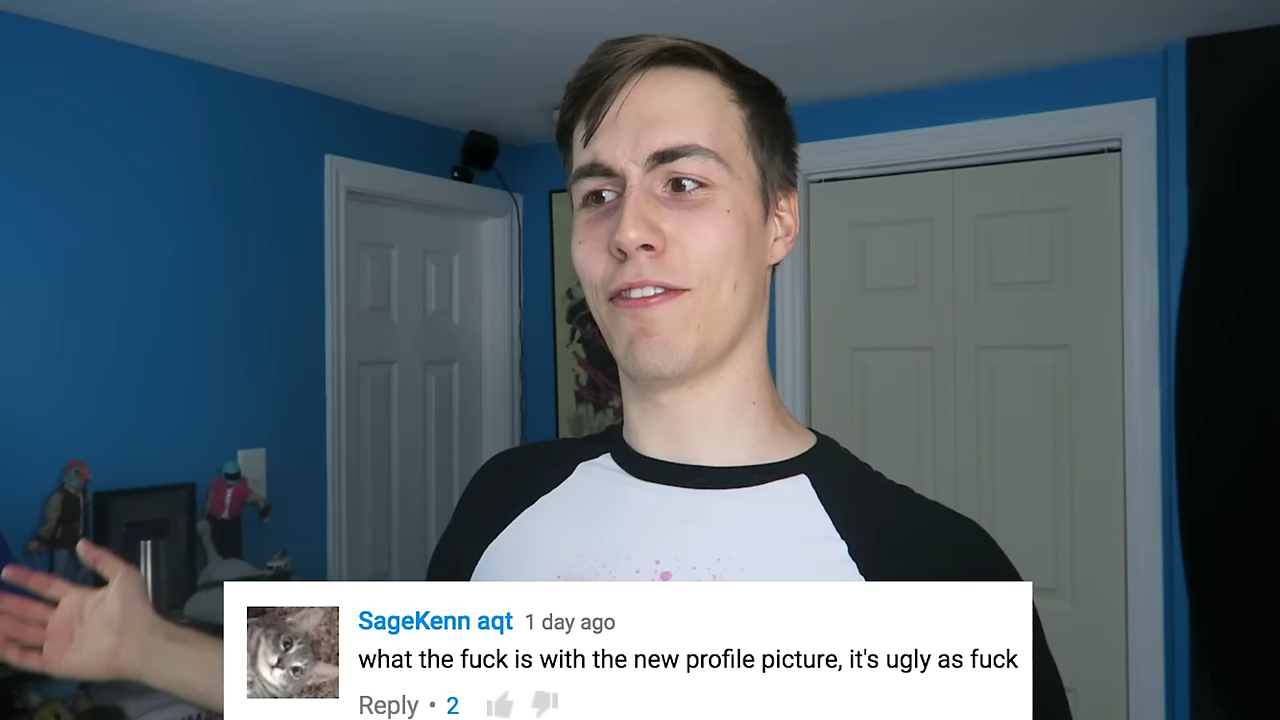 SageKenn aqt 1 day ago
what the fuck is with the new profile picture, it's ugly as fuck
Reply • 2